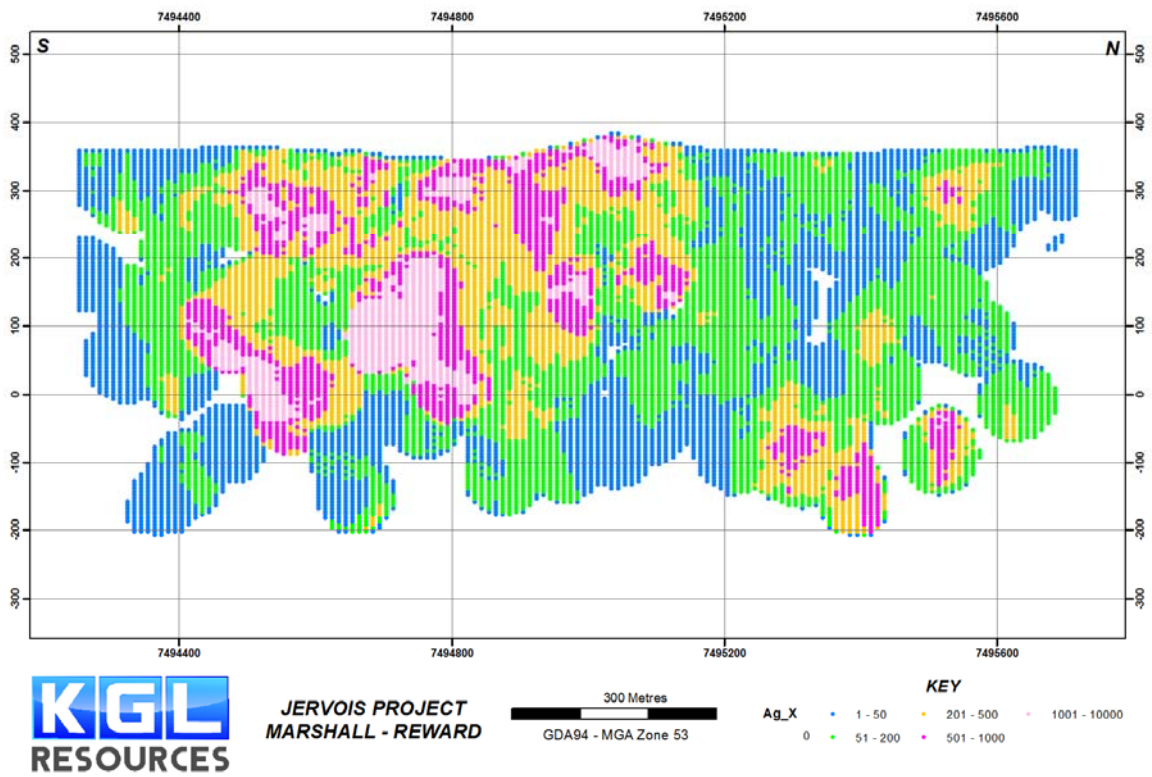 7494400 7494800 7495200 7495600
S N
500 500
400 400
300 300
200 200
100 100
0 0
-100 -100
-200 -200
-300 -300
7494400 7494800 7495200 7495600
KGL
RESOURCES
JERVOIS PROJECT
MARSHALL - REWARD
300 Metres
GDA94 - MGA Zone 53
KEY
Ag_X 1 - 50 201 - 500 1001 - 10000
0 51 - 200 501 - 1000